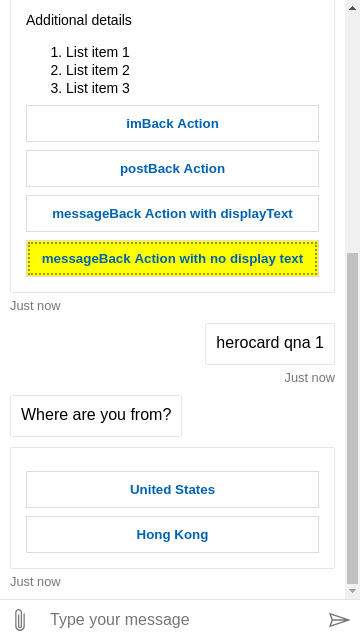 Additional details
1. List item 1
2. List item 2
3. List item 3
imBack Action
postBack Action
messageBack Action with displayText
messageBack Action with no display text
Just now
herocard qna 1
Just now
Where are you from?
United States
Hong Kong
Just now
Type your message